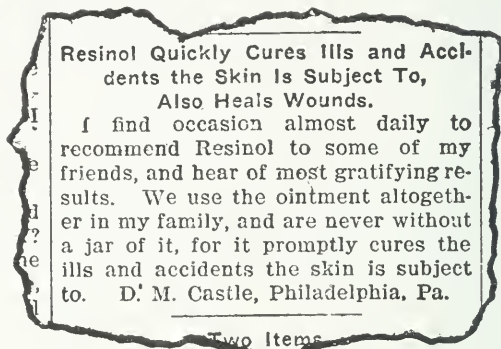 Resinol Quickly Cures Ills and Acci-
dents the Skin Is Subject To,
Also Heals Wounds.
I find occasion almost daily to
recommend Resinol to some of my
friends, and hear of most gratifying re-
sults. We use the ointment altogeth-
er in my family, and are never without
a jar of it, for it promptly cures the
ills and accidents the skin is subject
to. D. M. Castle, Philadelphia, Pa.
Two Items